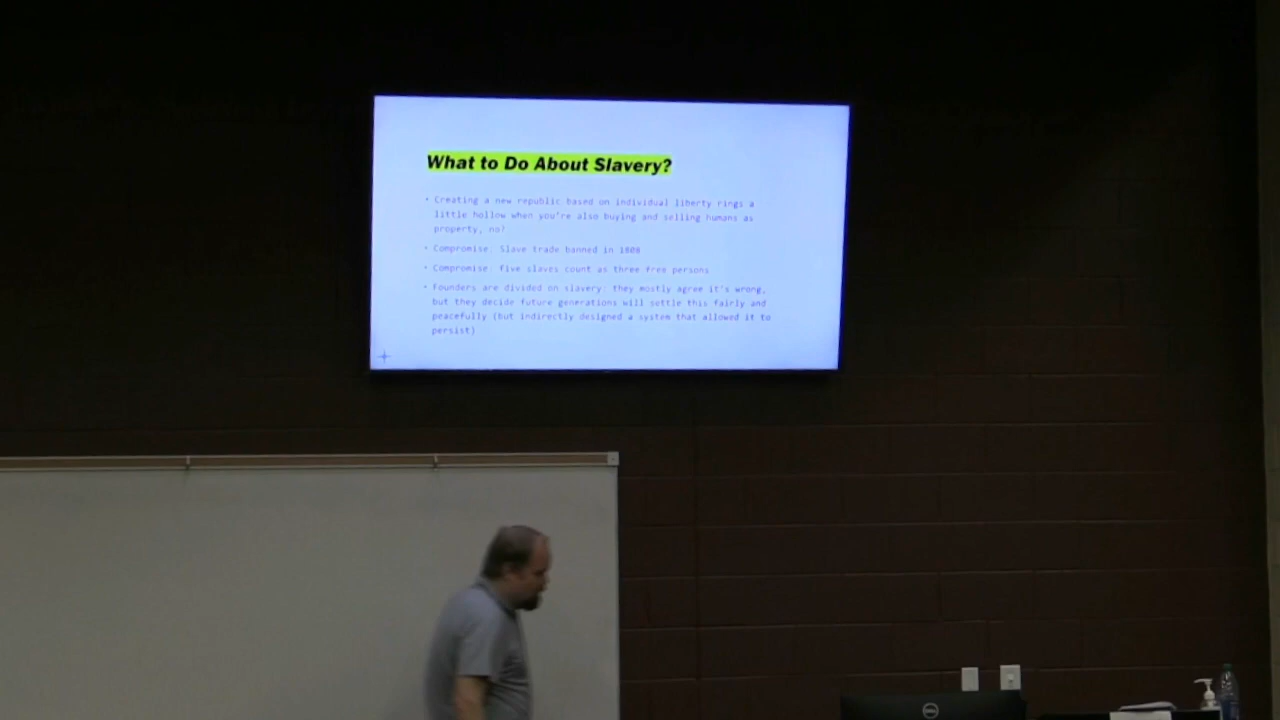 What to Do About Slavery?
• Creating a new republic based on individual liberty rings a
little hollow when you're also buying and selling humans as
property, no?
• Compromise. Slave trade banned in 1808
• Compromise. five slaves count as three free persons
• Founders are divided on slavery: they mostly agree it's wrong,
but they decide future generations will settle this fairly and
peacefully (but indirectly designed a system that allowed it to
persist)
DELL